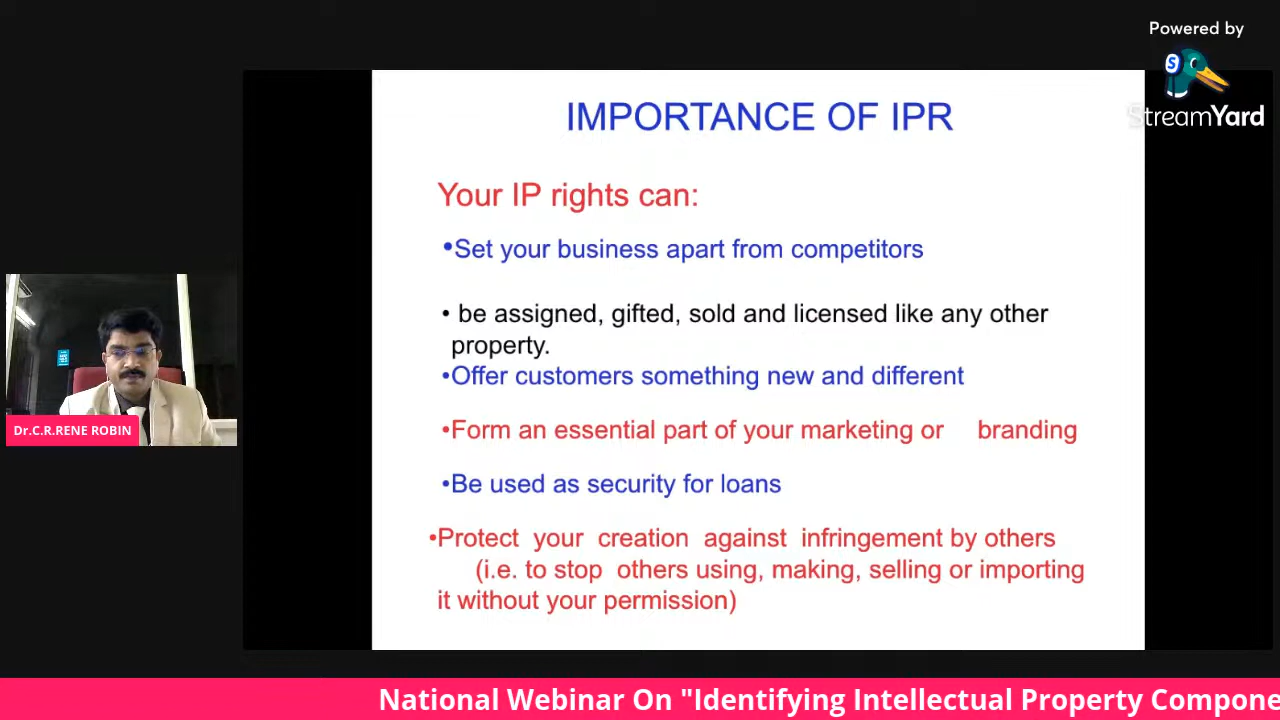 Powered by
StreamYard
IMPORTANCE OF IPR
Your IP rights can:
•Set your business apart from competitors
• be assigned, gifted, sold and licensed like any other
property.
•Offer customers something new and different
•Form an essential part of your marketing or branding
•Be used as security for loans
•Protect your creation against infringement by others
(i.e. to stop others using, making, selling or importing
it without your permission)
Dr.C.R.RENE ROBIN
National Webinar On "Identifying Intellectual Property Compone